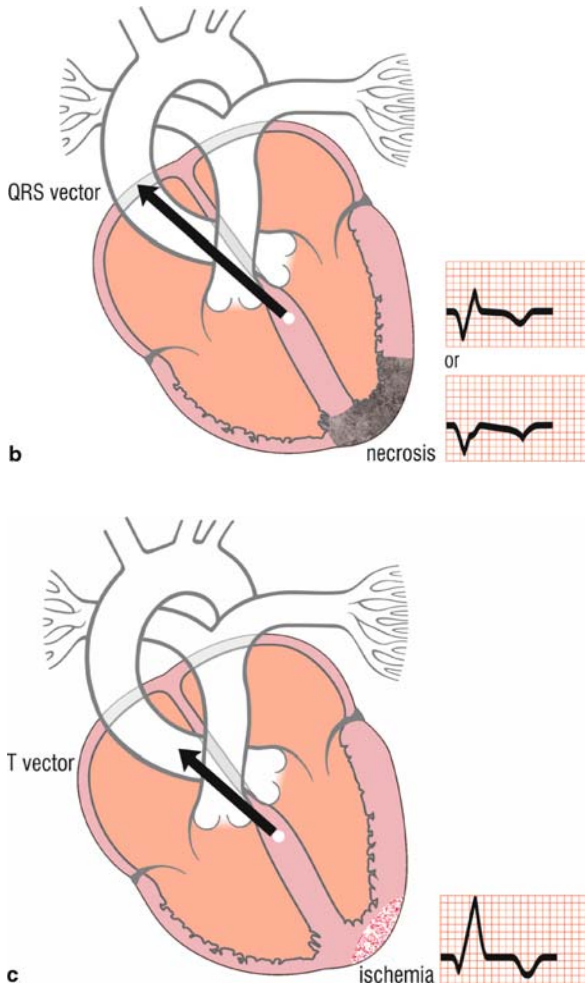 QRS vector
or
necrosis
b
T vector
ischemia
c